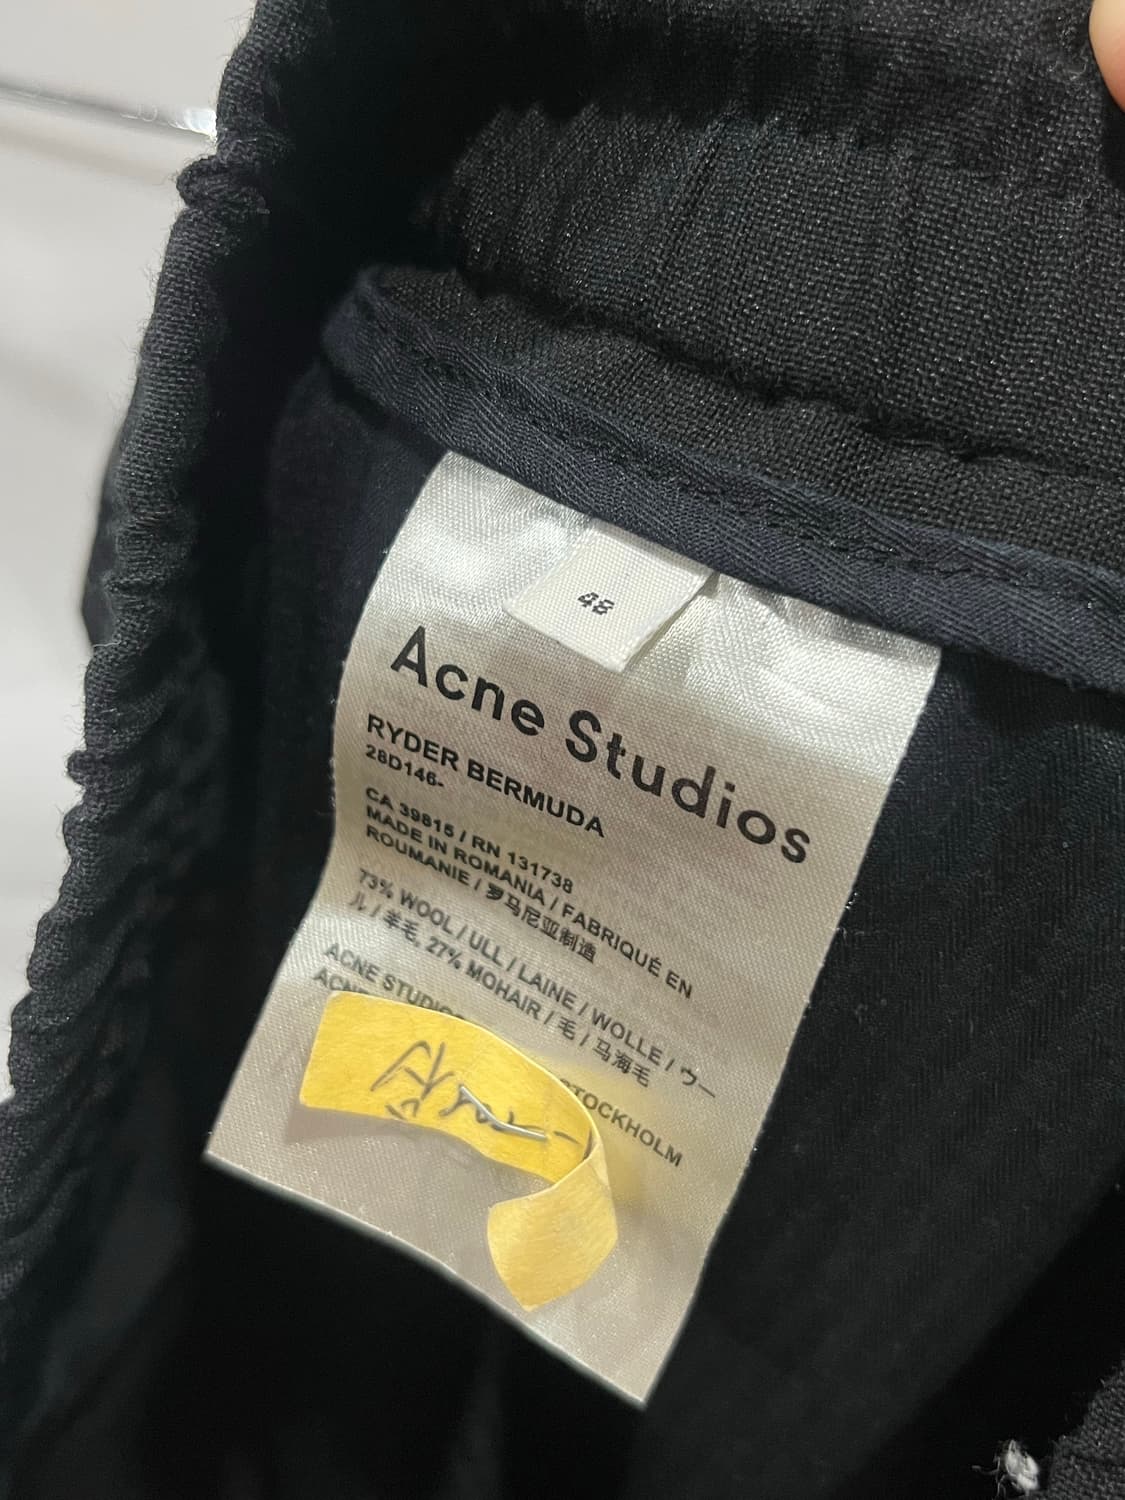 48
Acne Studios
RYDER BERMUDA
28D146-
CA 39815 / RN 131738
MADE IN ROMANIA / FABRIQUÉ EN
ROUMANIE / 罗马尼亚制造
73% WOOL / ULL / LAINE / WOLLE / ウー
ル / 羊毛, 27% MOHAIR / 毛 / 马海毛
ACNE STUDIOS
STOCKHOLM